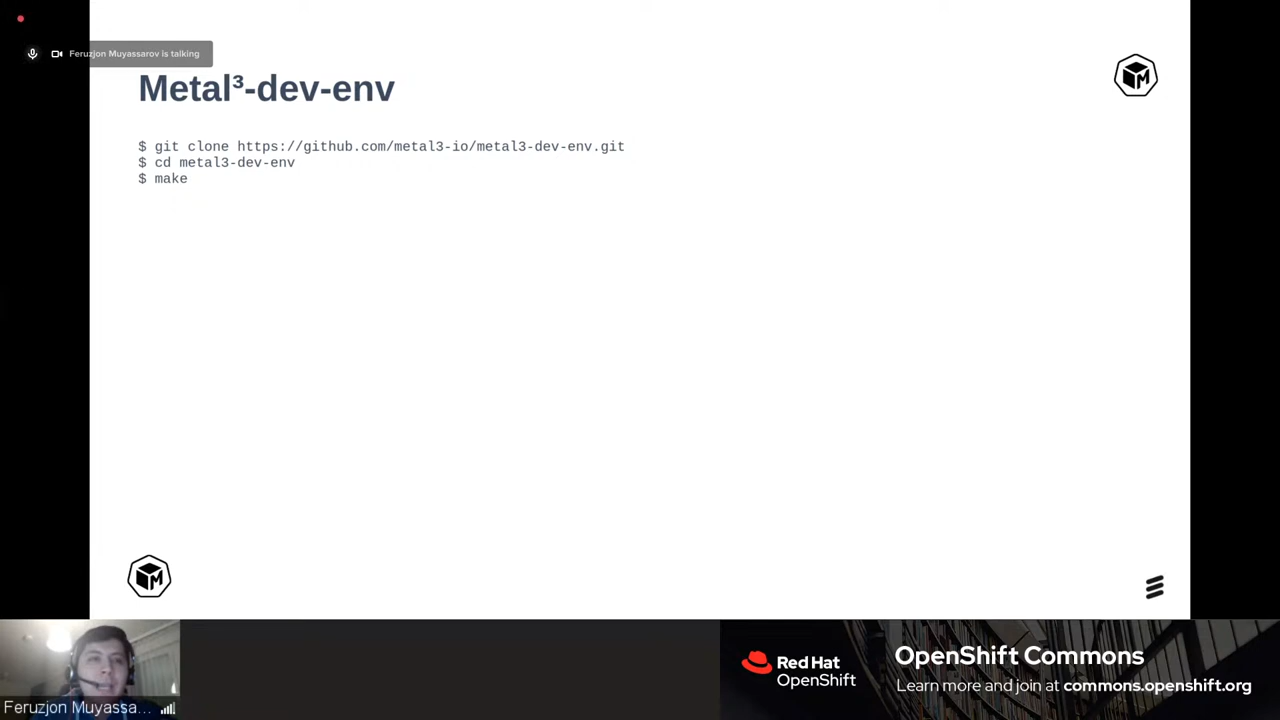 Feruzjon Muyassarov is talking
Metal³-dev-env
$ git clone https://github.com/metal3-io/metal3-dev-env.git
$ cd metal3-dev-env
$ make
M
M
Feruzjon Muyassa...
Red Hat
OpenShift
OpenShift Commons
Learn more and join at commons.openshift.org